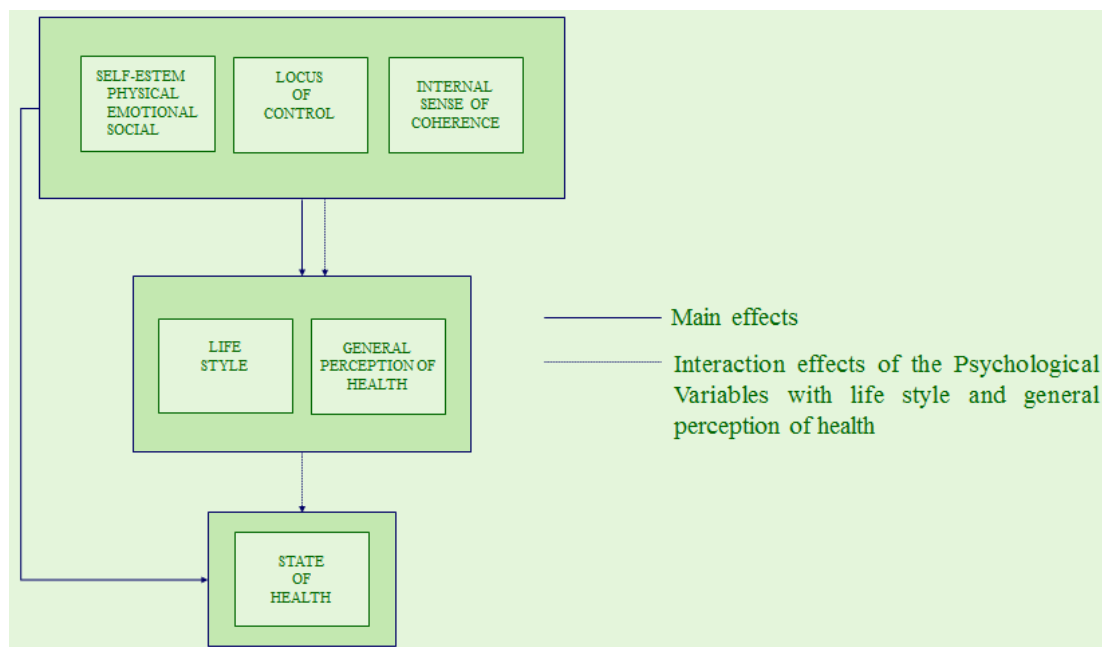 SELF-ESTEM
PHYSICAL
EMOTIONAL
SOCIAL
LOCUS
OF
CONTROL
INTERNAL
SENSE OF
COHERENCE
LIFE
STYLE
GENERAL
PERCEPTION OF
HEALTH
Main effects
Interaction effects of the Psychological
Variables with life style and general
perception of health
STATE
OF
HEALTH